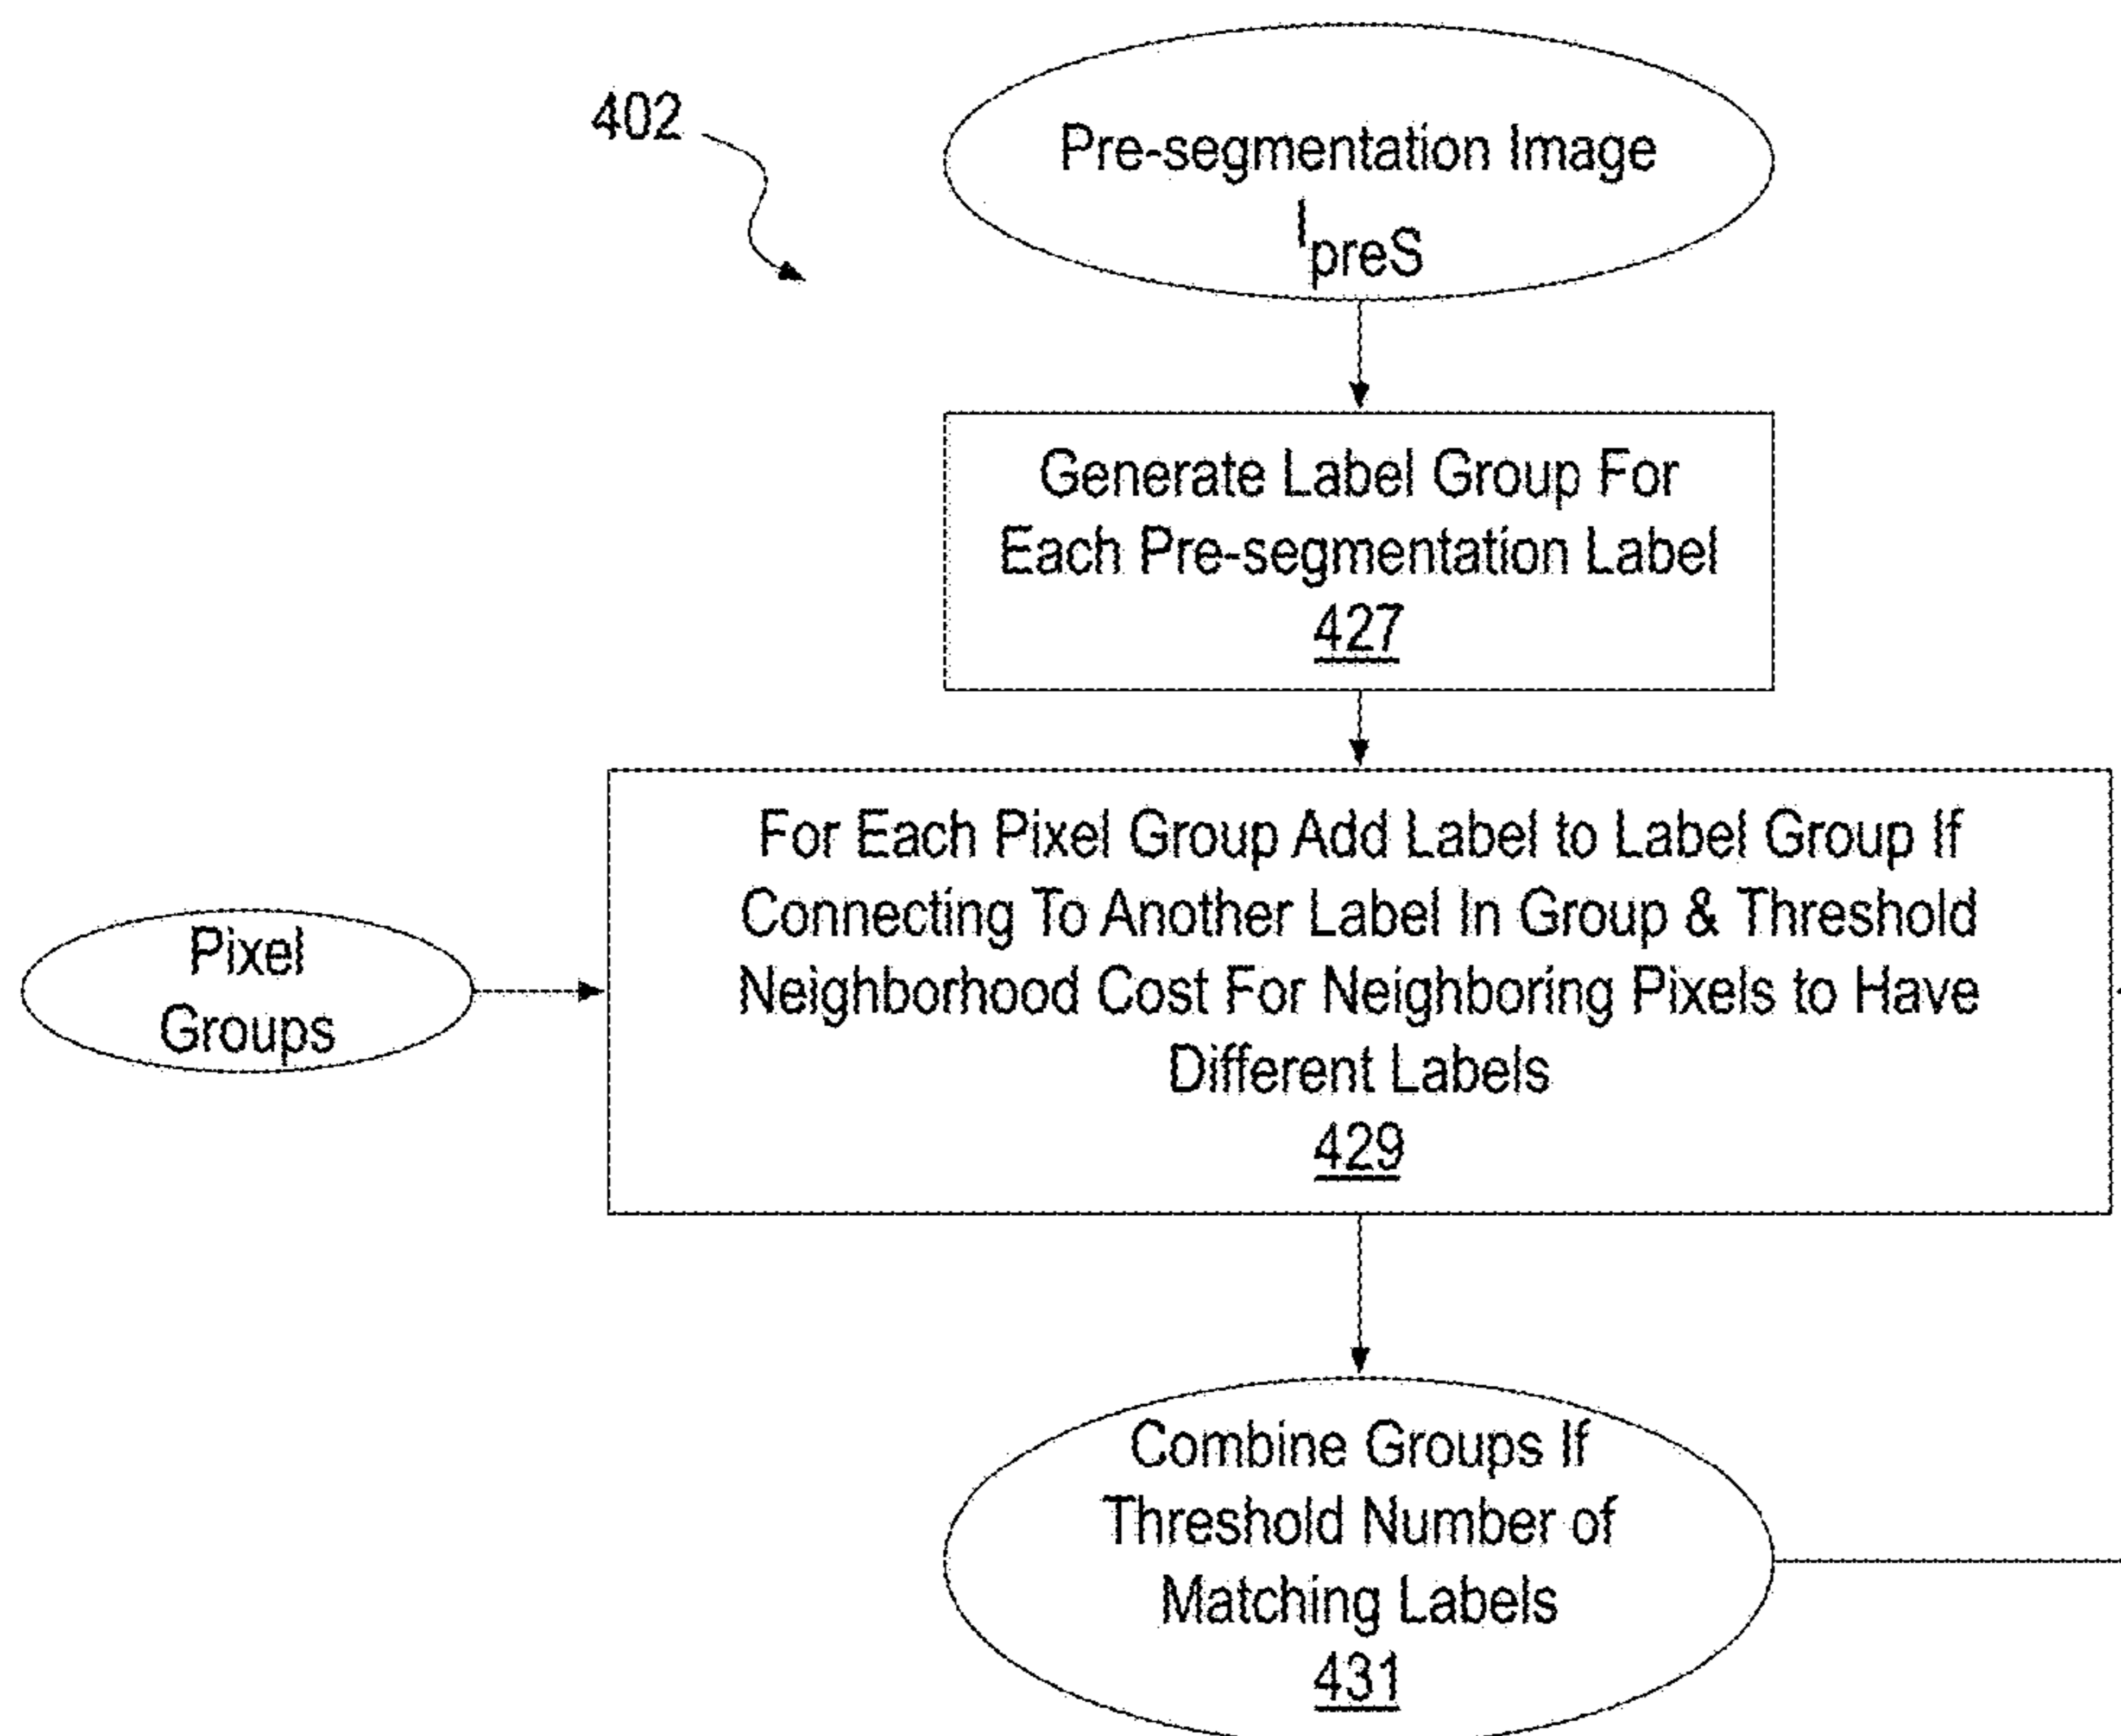 402
Pre-segmentation Image
IpreS
Generate Label Group For
Each Pre-segmentation Label
427
For Each Pixel Group Add Label to Label Group If
Connecting To Another Label In Group & Threshold
Neighborhood Cost For Neighboring Pixels to Have
Different Labels
429
Pixel
Groups
Combine Groups If
Threshold Number of
Matching Labels
431